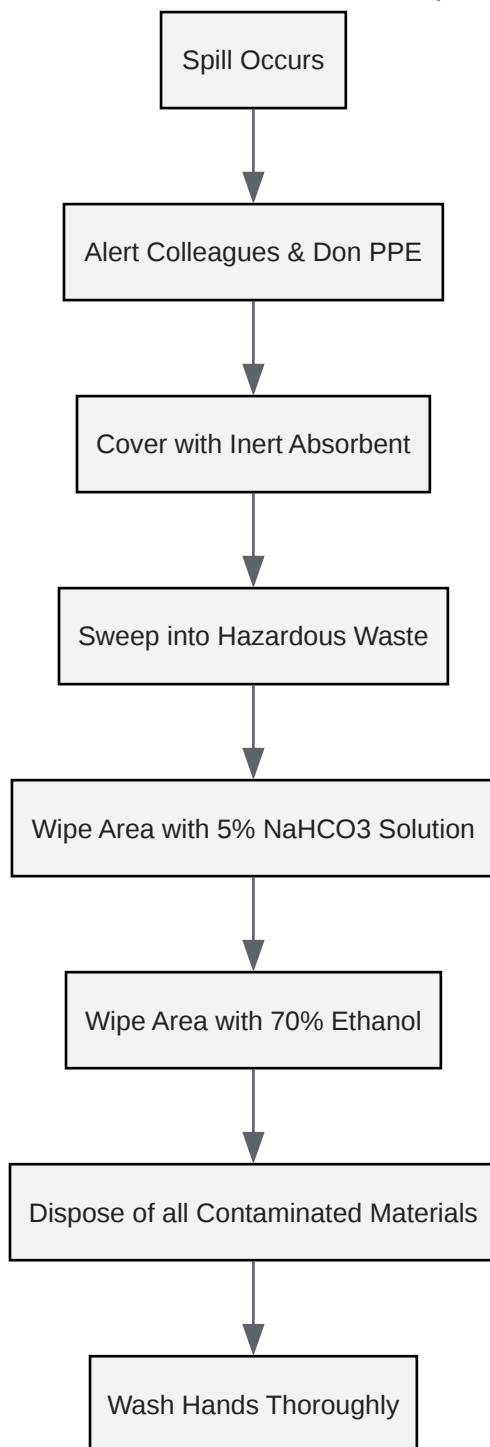 Spill Occurs
Alert Colleagues & Don PPE
Cover with Inert Absorbent
Sweep into Hazardous Waste
Wipe Area with 5% NaHCO3 Solution
Wipe Area with 70% Ethanol
Dispose of all Contaminated Materials
Wash Hands Thoroughly